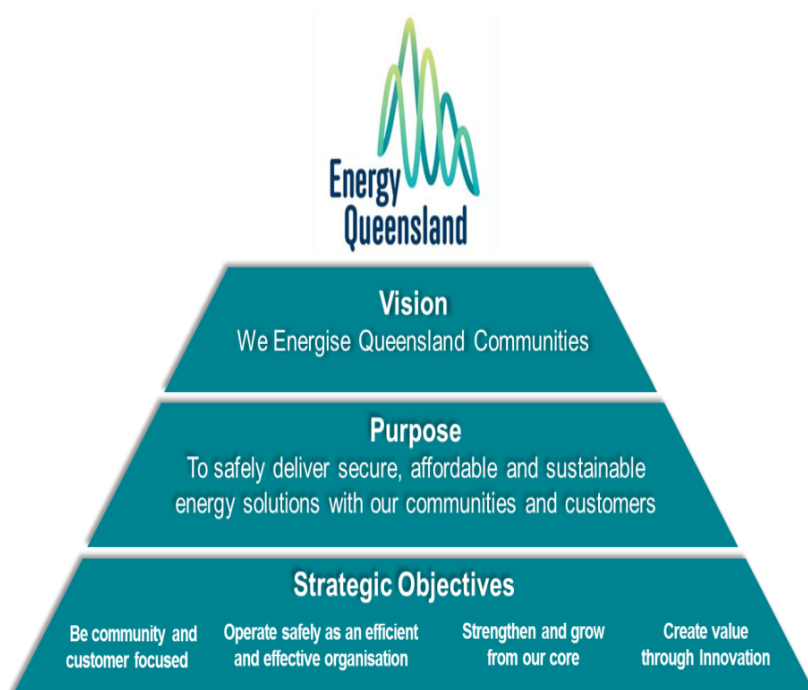 Energy
Queensland
Vision
We Energise Queensland Communities
Purpose
To safely deliver secure, affordable and sustainable
energy solutions with our communities and customers
Strategic Objectives
Be community and
customer focused
Operate safely as an efficient
and effective organisation
Strengthen and grow
from our core
Create value
through Innovation